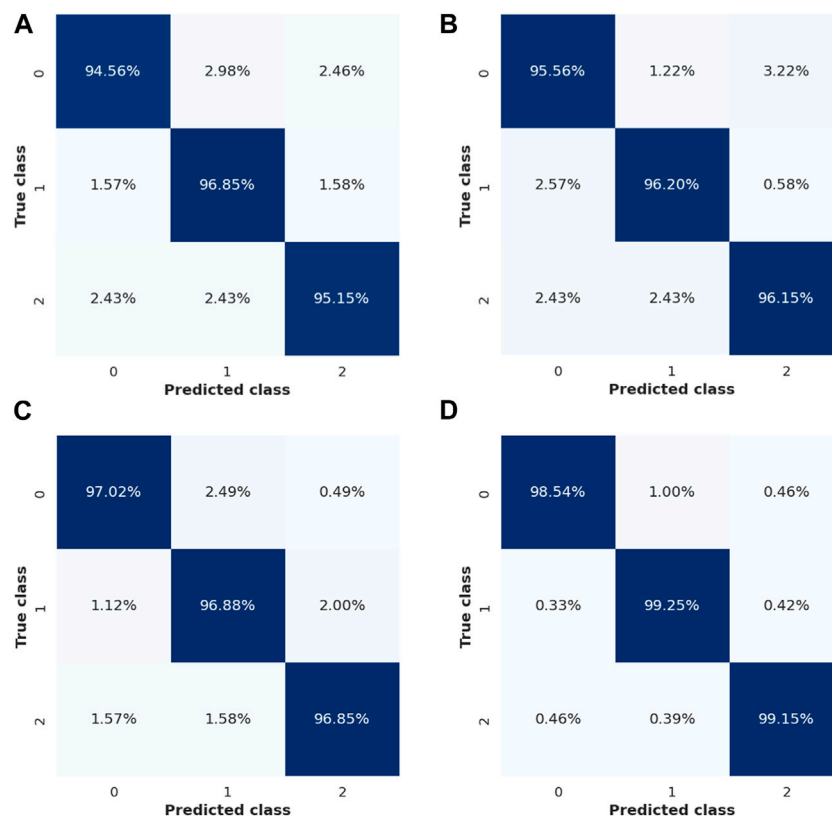 A
0
94.56% 2.98% 2.46%
True class
1
1.57% 96.85% 1.58%
2
2.43% 2.43% 95.15%
0 1 2
Predicted class
B
0
95.56% 1.22% 3.22%
True class
1
2.57% 96.20% 0.58%
2
2.43% 2.43% 96.15%
0 1 2
Predicted class
C
0
97.02% 2.49% 0.49%
True class
1
1.12% 96.88% 2.00%
2
1.57% 1.58% 96.85%
0 1 2
Predicted class
D
0
98.54% 1.00% 0.46%
True class
1
0.33% 99.25% 0.42%
2
0.46% 0.39% 99.15%
0 1 2
Predicted class